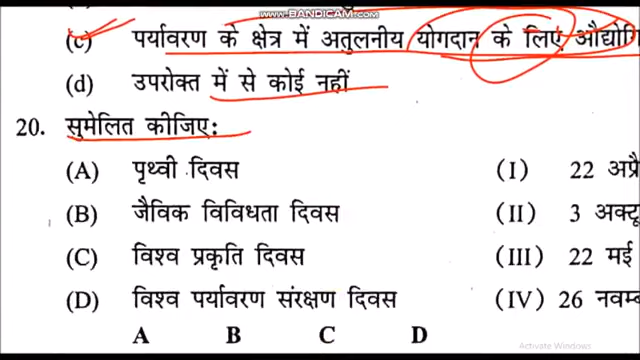 WWW.BANDICAM.COM
(c) पर्यावरण के क्षेत्र में अतुलनीय योगदान के लिए
(d) उपरोक्त में से कोई नहीं
20. सुमेलित कीजिए:
(A) पृथ्वी दिवस (I) 22
(B) जैविक विविधता दिवस (II) 3
(C) विश्व प्रकृति दिवस (III) 22 मई
(D) विश्व पर्यावरण संरक्षण दिवस (IV) 26
A B C D
Activate Windows